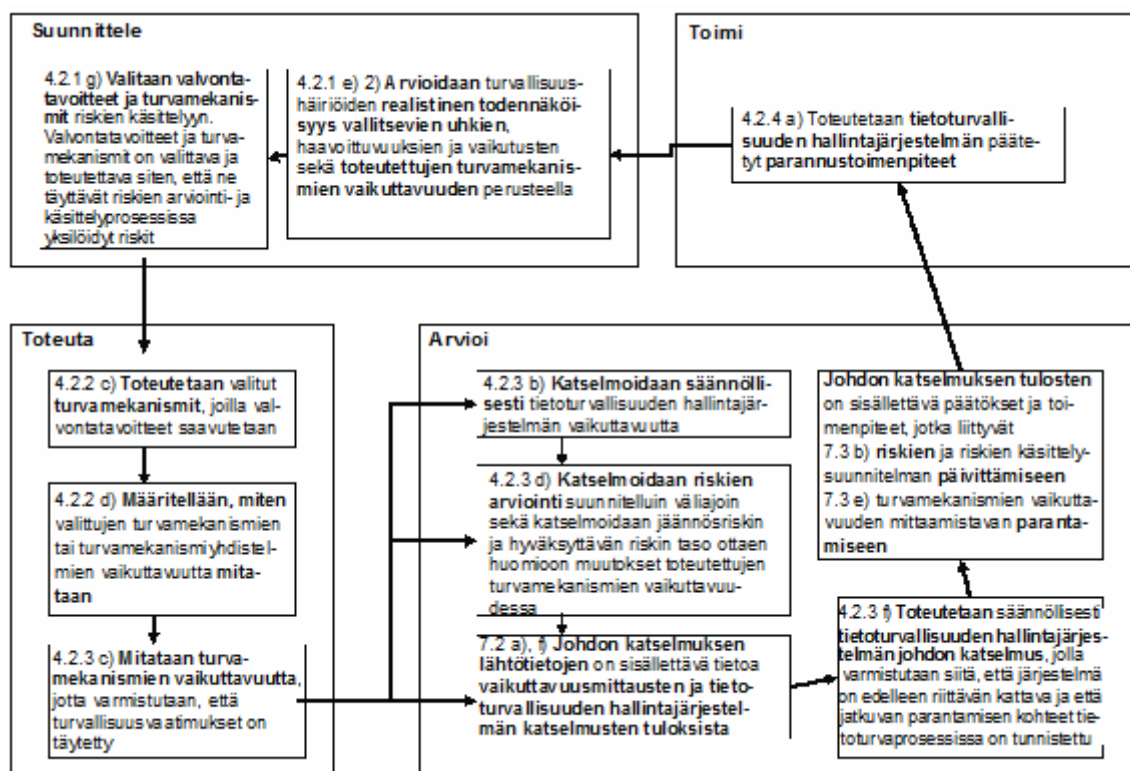 Suunnittele
4.2.1 g) Valitaan valvonta-
tavoitteet ja turvamekanis-
mit riskien käsittelyyn.
Valvontatavoitteet ja turva-
mekanismit on valittava ja
toteutettava siten, että ne
täyttävät riskien arviointi- ja
käsittelyprosessissa
yksilöidyt riskit
4.2.1 e) 2) Arvioidaan turvallisuus-
häiriöiden realistinen todennäköi-
syys vallitsevien uhkien,
haavoittuvuuksien ja vaikutusten
sekä toteutettujen turvamekanis-
mien vaikuttavuuden perusteella
Toimi
4.2.4 a) Toteutetaan tietoturvalli-
suuden hallintajärjestelmän pääte-
tyt parannustoimenpiteet
Toteuta
4.2.2 c) Toteutetaan valitut
turvamekanismit, joilla val-
vontatavoitteet saavutetaan
4.2.2 d) Määritellään, miten
valittujen turvamekanismien
tai turvamekanismiyhdistel-
mien vaikuttavuutta mita-
taan
4.2.3 c) Mitataan turva-
mekanismien vaikuttavuutta,
jotta varmistutaan, että
turvallisuusvaatimukset on
täytetty
Arvioi
4.2.3 b) Katselmoidaan säännölli-
sesti tietoturvallisuuden hallintajär-
jestelmän vaikuttavuutta
4.2.3 d) Katselmoidaan riskien
arviointi suunnitelluin väliajoin
sekä katselmoidaan jäännösriskin
ja hyväksyttävän riskin taso ottaen
huomioon muutokset toteutettujen
turvamekanismien vaikuttavuu-
dessa
7.2 a), f) Johdon katselmuksen
lähtötietojen on sisällettävä tietoa
vaikuttavuusmittausten ja tieto-
turvallisuuden hallintajärjestel-
män katselmusten tuloksista
Johdon katselmuksen tulosten
on sisällettävä päätökset ja toi-
menpiteet, jotka liittyvät
7.3 b) riskien ja riskien käsittely-
suunnitelman päivittämiseen
7.3 e) turvamekanismien vaikutta-
vuuden mittaamistavan paranta-
miseen
4.2.3 f) Toteutetaan säännöllisesti
tietoturvallisuuden hallintajärjes-
telmän johdon katselmus, jolla
varmistutaan siitä, että järjestelmä
on edelleen riittävän kattava ja että
jatkuvan parantamisen kohteet tie-
toturvaprosessissa on tunnistettu